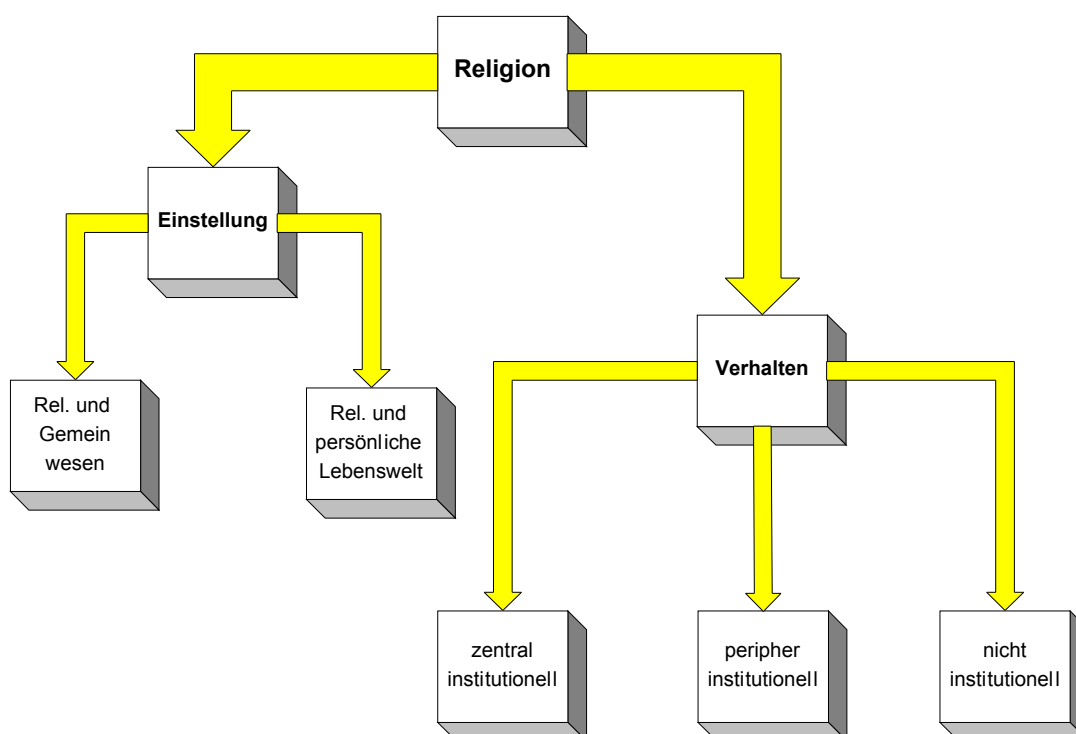 Religion
Einstellung
Verhalten
Rel. und
Gemein
wesen
Rel. und
persönliche
Lebenswelt
zentral
institutionell
peripher
institutionell
nicht
institutionell